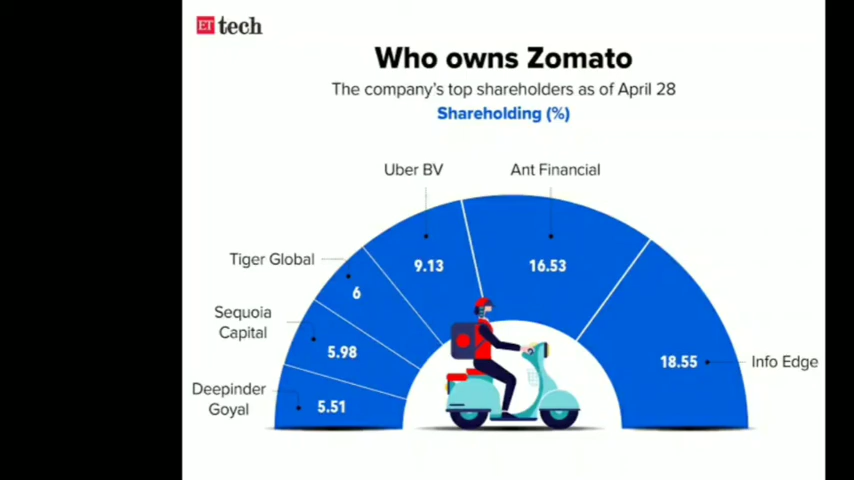 ET tech
Who owns Zomato
The company's top shareholders as of April 28
Shareholding (%)
Uber BV
Ant Financial
Tiger Global
9.13
16.53
6
Sequoia
Capital
5.98
18.55
Info Edge
Deepinder
Goyal
5.51